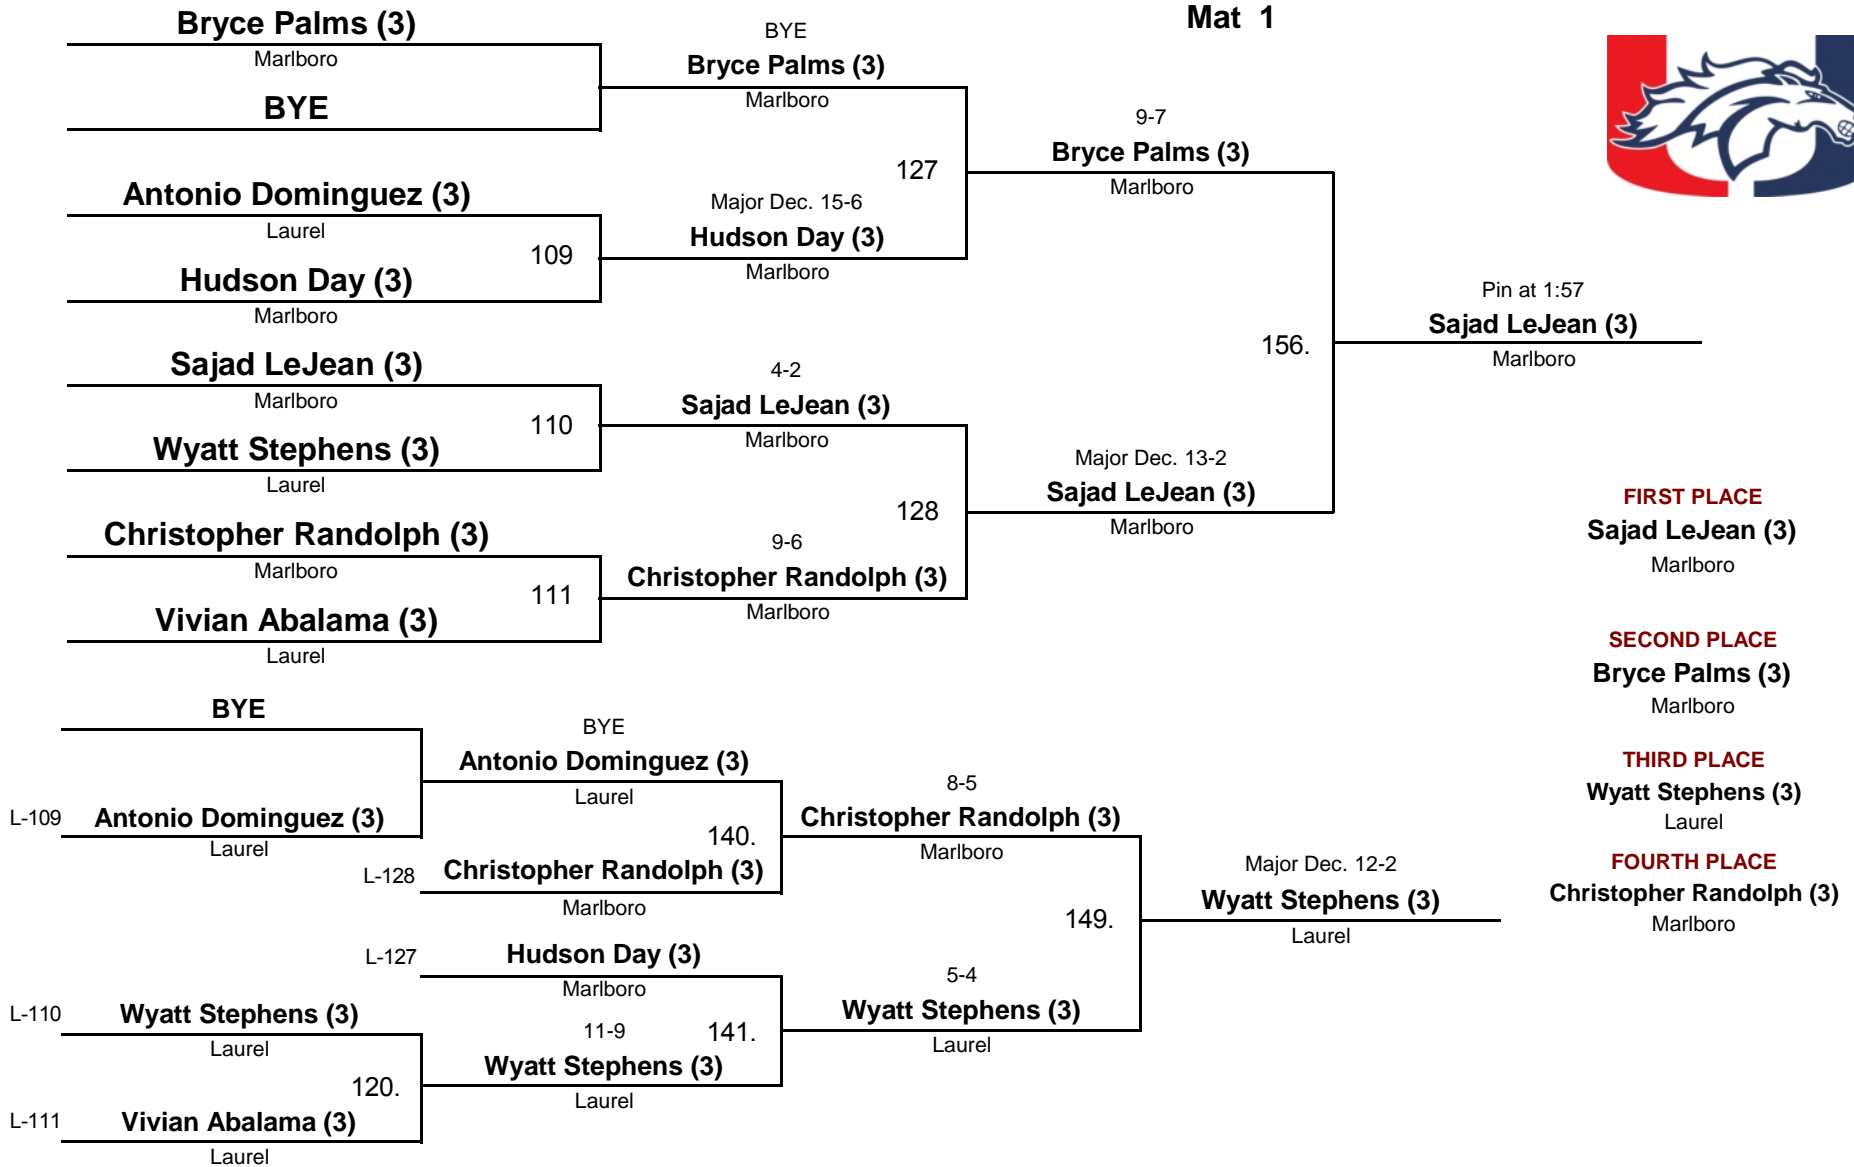 Mat 1
Bryce Palms (3)
Marlboro
BYE
Antonio Dominguez (3)
Laurel
109
Hudson Day (3)
Marlboro
Sajad LeJean (3)
Marlboro
110
Wyatt Stephens (3)
Laurel
Christopher Randolph (3)
Marlboro
111
Vivian Abalama (3)
Laurel
BYE
Bryce Palms (3)
Marlboro
127
Major Dec. 15-6
Hudson Day (3)
Marlboro
4-2
Sajad LeJean (3)
Marlboro
128
9-6
Christopher Randolph (3)
Marlboro
9-7
Bryce Palms (3)
Marlboro
156.
Major Dec. 13-2
Sajad LeJean (3)
Marlboro
Pin at 1:57
Sajad LeJean (3)
Marlboro
FIRST PLACE
Sajad LeJean (3)
Marlboro
SECOND PLACE
Bryce Palms (3)
Marlboro
THIRD PLACE
Wyatt Stephens (3)
Laurel
FOURTH PLACE
Christopher Randolph (3)
Marlboro
BYE
L-109 Antonio Dominguez (3)
Laurel
L-110 Wyatt Stephens (3)
Laurel
120.
L-111 Vivian Abalama (3)
Laurel
BYE
Antonio Dominguez (3)
Laurel
140.
L-128 Christopher Randolph (3)
Marlboro
L-127 Hudson Day (3)
Marlboro
11-9 141.
Wyatt Stephens (3)
Laurel
8-5
Christopher Randolph (3)
Marlboro
149.
5-4
Wyatt Stephens (3)
Laurel
Major Dec. 12-2
Wyatt Stephens (3)
Laurel